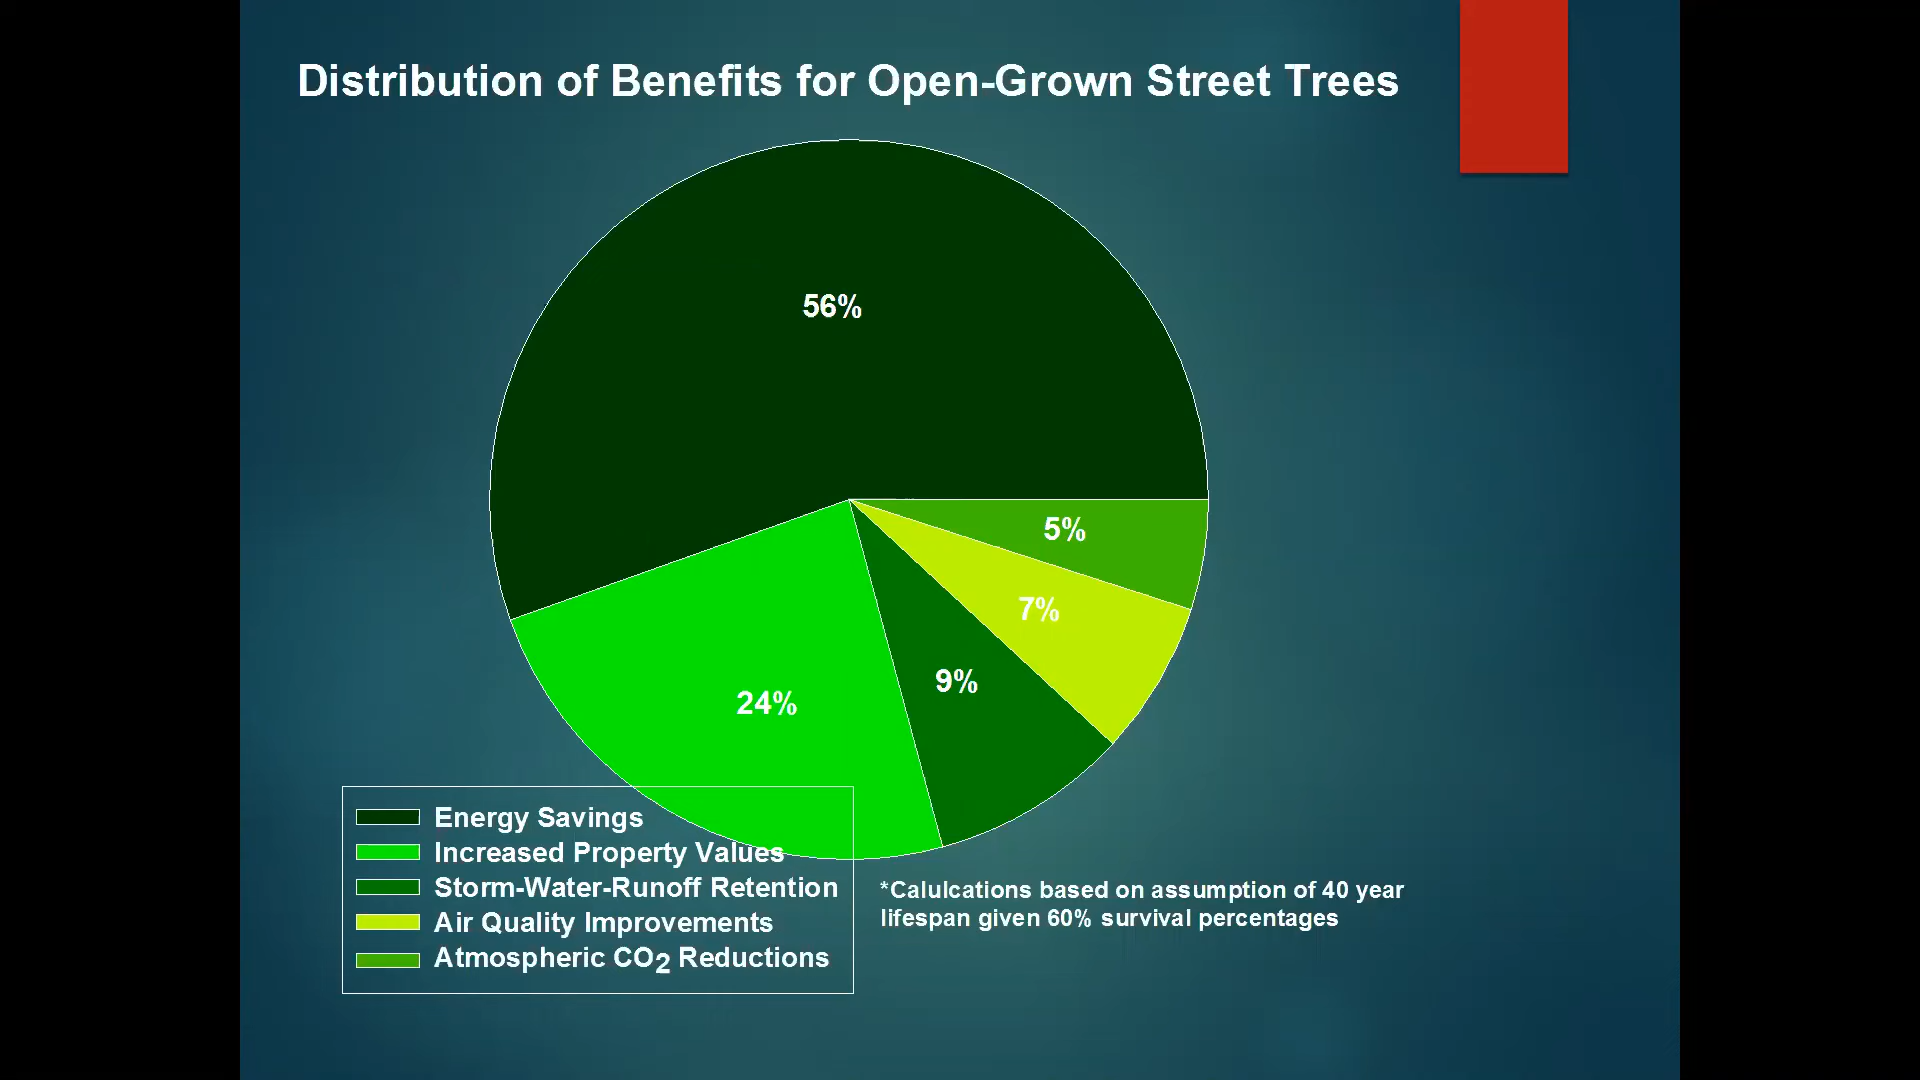 Distribution of Benefits for Open-Grown Street Trees
56%
5%
7%
9%
24%
Energy Savings
Increased Property Values
Storm-Water-Runoff Retention
Air Quality Improvements
Atmospheric CO2 Reductions
*Calulcations based on assumption of 40 year
lifespan given 60% survival percentages